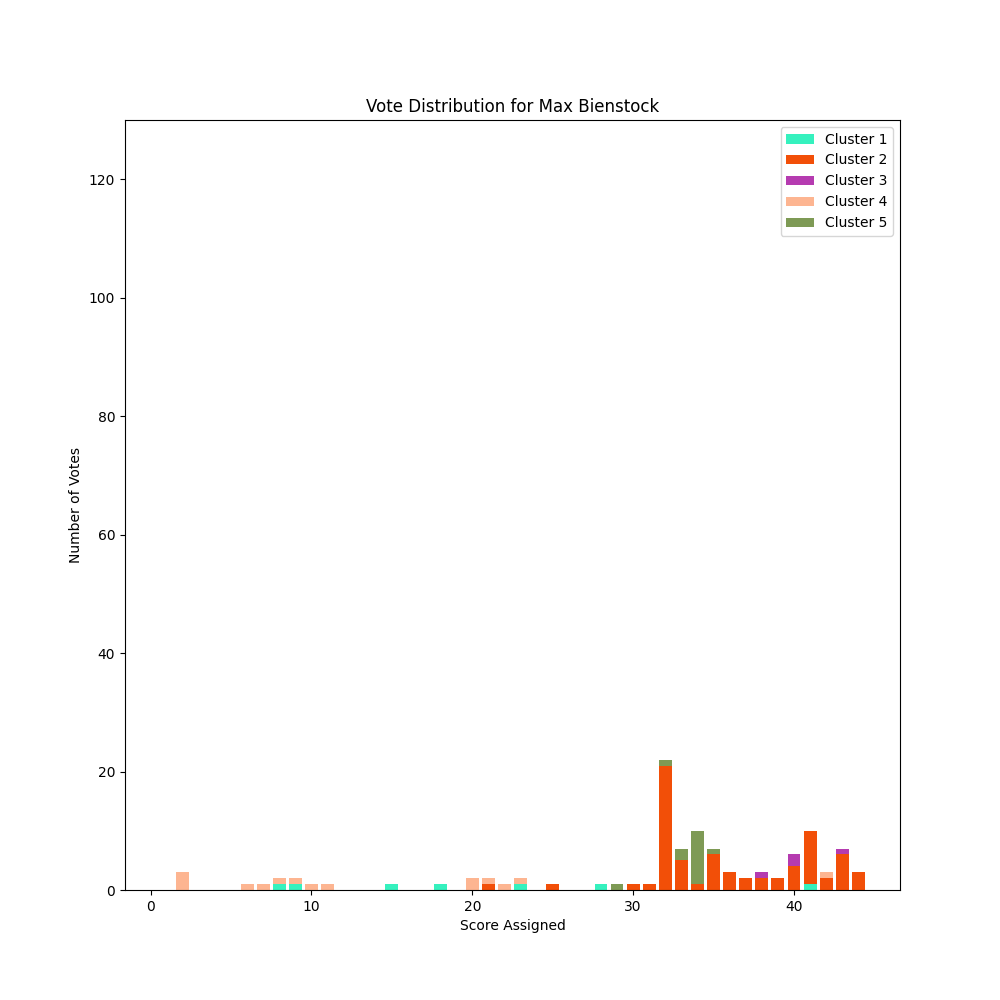 Vote Distribution for Max Bienstock
Cluster 1
Cluster 2
Cluster 3
Cluster 4
Cluster 5
120
100
80
60
40
20
0
Number of Votes
0 10 20 30 40
Score Assigned